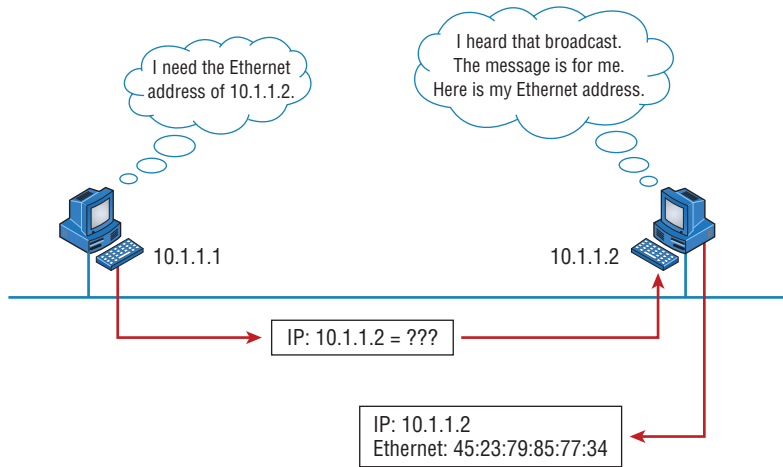 I need the Ethernet
address of 10.1.1.2.
I heard that broadcast.
The message is for me.
Here is my Ethernet address.
10.1.1.1
10.1.1.2
IP: 10.1.1.2 = ???
IP: 10.1.1.2
Ethernet: 45:23:79:85:77:34